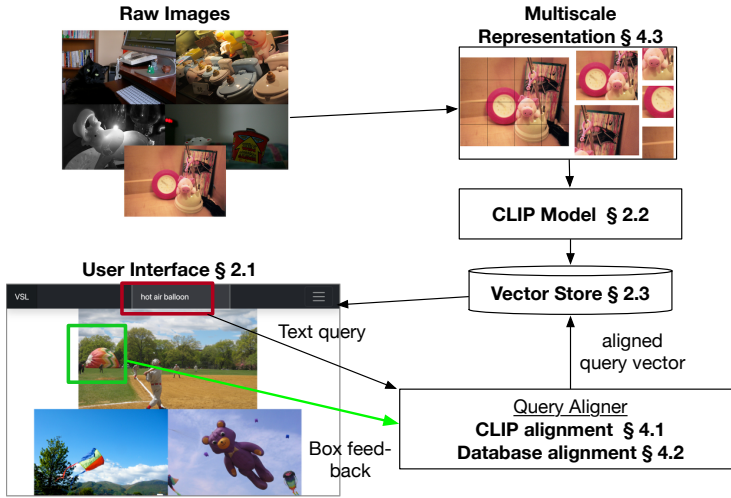 Raw Images
Multiscale
Representation § 4.3
CLIP Model § 2.2
User Interface § 2.1
VSL
hot air balloon
Vector Store § 2.3
Text query
aligned
query vector
Query Aligner
CLIP alignment § 4.1
Database alignment § 4.2
Box feed-
back